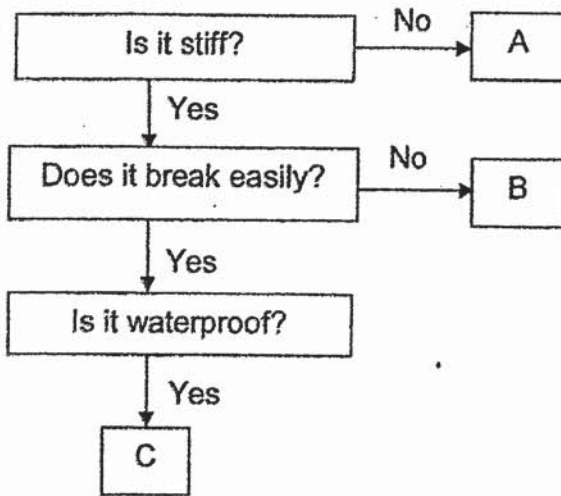 Is it stiff?
No
A
Yes
Does it break easily?
No
B
Yes
Is it waterproof?
Yes
C